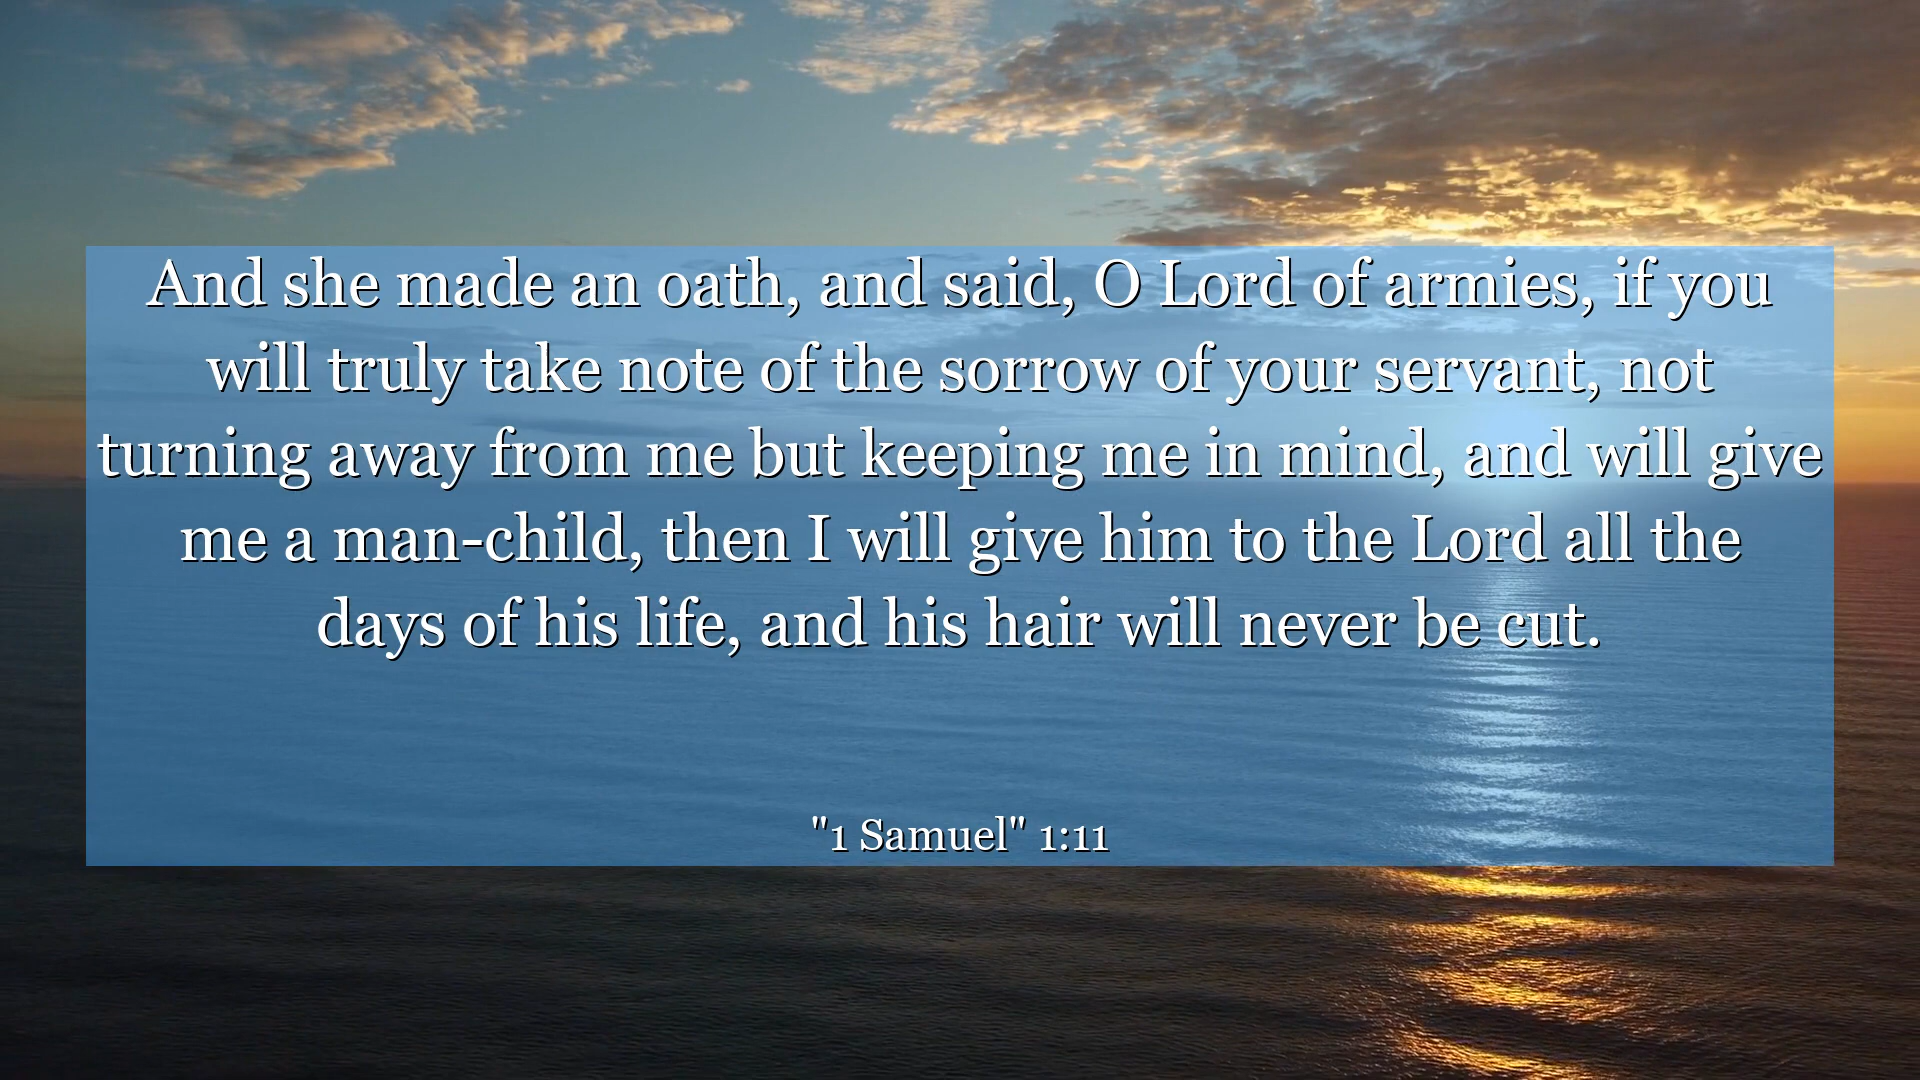 And she made an oath, and said, O Lord of armies, if you
will truly take note of the sorrow of your servant, not
turning away from me but keeping me in mind, and will give
me a man-child, then I will give him to the Lord all the
days of his life, and his hair will never be cut.
"1 Samuel" 1:11